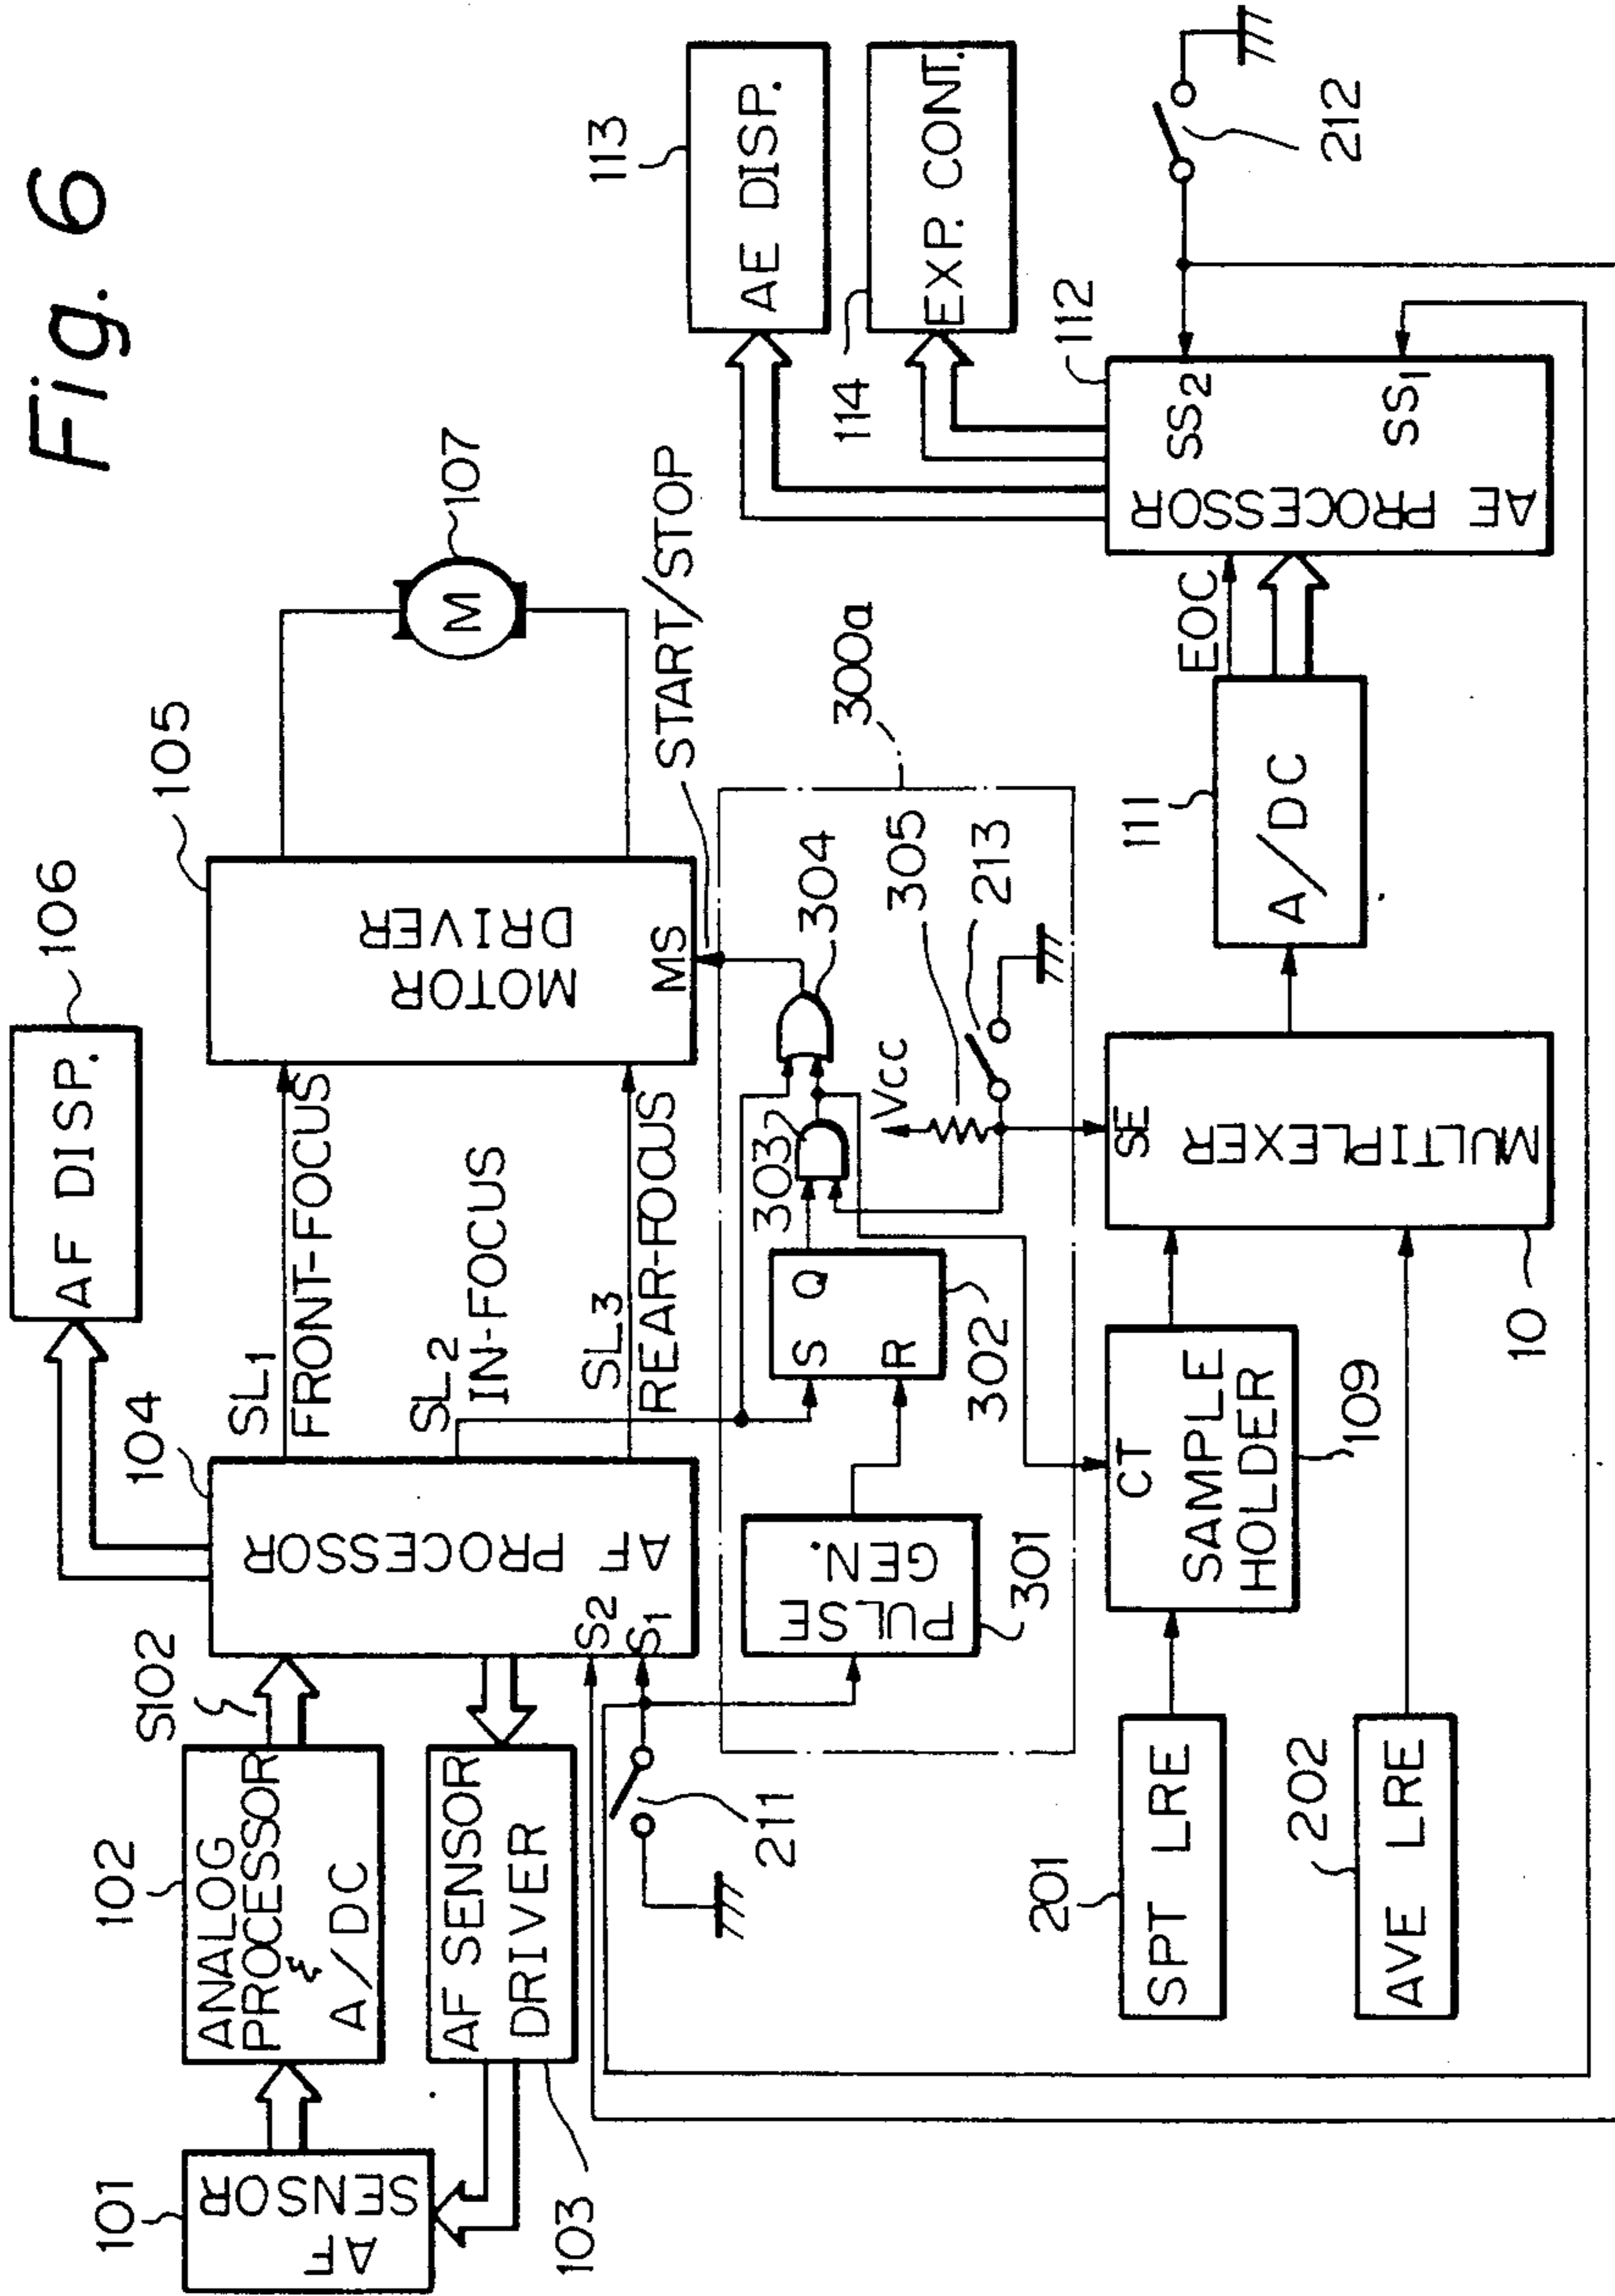 Fig. 6
101
AF
SENSOR
102
ANALOG
PROCESSOR
&
A/DC
S102
103
AF SENSOR
DRIVER
104
AF PROCESSOR
S2
S1
106
AF DISP.
SL1
FRONT-FOCUS
SL2
IN-FOCUS
SL3
REAR-FOCUS
105
MOTOR
DRIVER
MS
107
M
START/STOP
211
300a
301
PULSE
GEN.
302
S
Q
R
303
304
Vcc
305
213
201
SPT LRE
202
AVE LRE
CT
SAMPLE
HOLDER
109
SE
MULTIPLEXER
10
111
A/DC
EOC
112
AE PROCESSOR
SS2
SS1
113
AE DISP.
114
EXP. CONT.
212